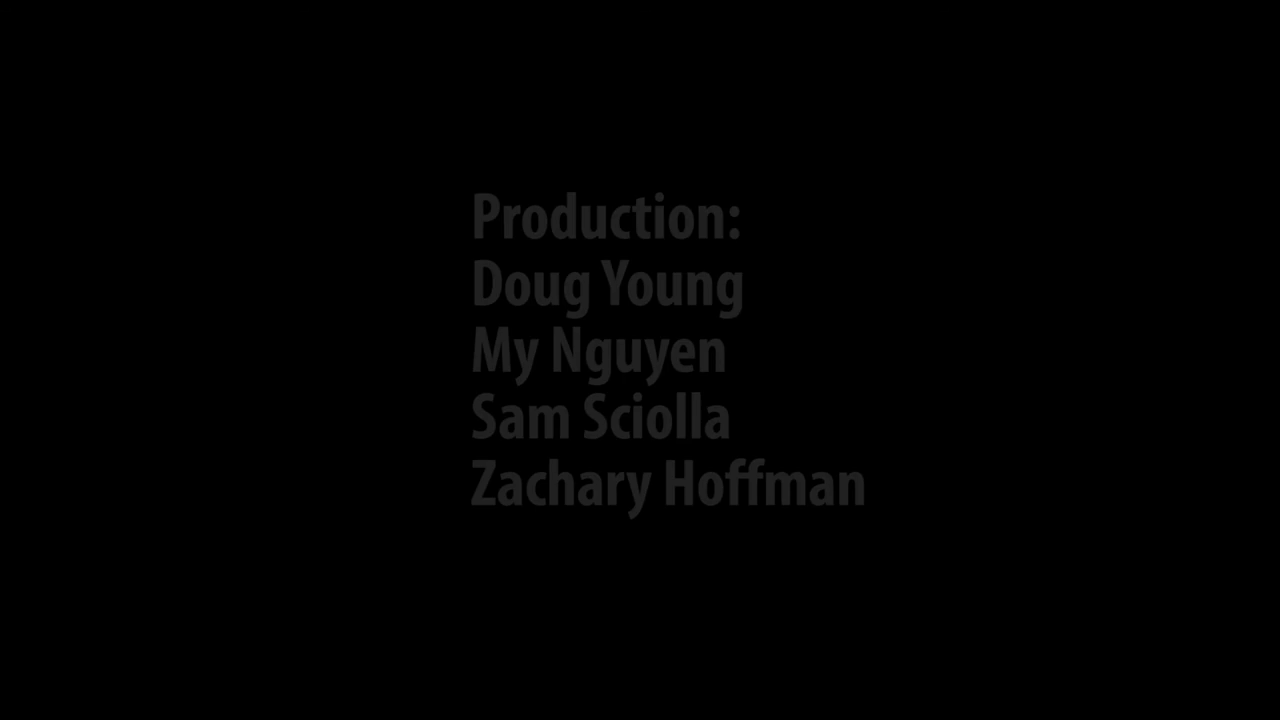 Production:
Doug Young
My Nguyen
Sam Sciolla
Zachary Hoffman